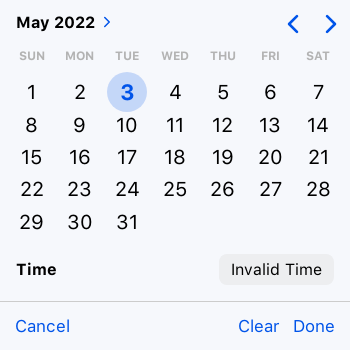 May 2022
SUN MON TUE WED THU FRI SAT
1 2 3 4 5 6 7
8 9 10 11 12 13 14
15 16 17 18 19 20 21
22 23 24 25 26 27 28
29 30 31
Time Invalid Time
Cancel Clear Done